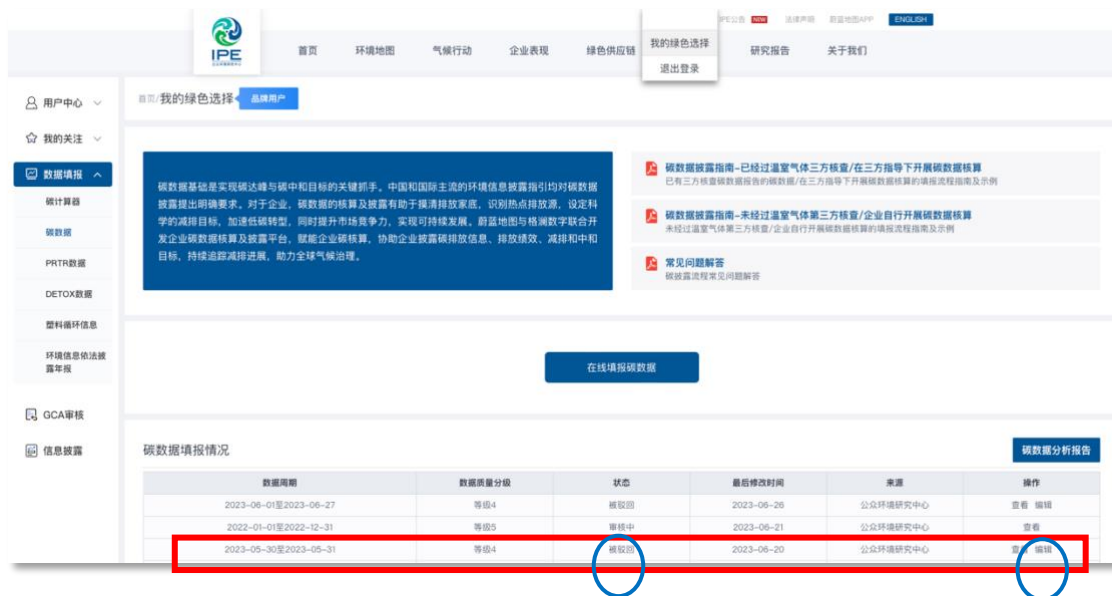 IPE公告 NEW 法律声明 蔚蓝地图APP ENGLISH
IPE
首页 环境地图 气候行动 企业表现 绿色供应链 研究报告 关于我们
我的绿色选择
退出登录
用户中心
我的关注
数据填报
碳计算器
碳数据
PRTR数据
DETOX数据
塑料循环信息
环境信息依法披
露年报
GCA审核
信息披露
首页/我的绿色选择 品牌用户
碳数据基础是实现碳达峰与碳中和目标的关键抓手。中国和国际主流的环境信息披露指引均对碳数据
披露提出明确要求。对于企业，碳数据的核算及披露有助于摸清排放家底，识别热点排放源，设定科
学的减排目标，加速低碳转型，同时提升市场竞争力，实现可持续发展。蔚蓝地图与格澜数字联合开
发企业碳数据核算及披露平台，赋能企业碳核算，协助企业披露碳排放信息、排放绩效、减排和中和
目标，持续追踪减排进展，助力全球气候治理。
碳数据披露指南-已经过温室气体三方核查/在三方指导下开展碳数据核算
已有三方核查碳数据报告的碳数据/在三方指导下开展碳数据核算的填报流程指南及示例
碳数据披露指南-未经过温室气体第三方核查/企业自行开展碳数据核算
未经过温室气体第三方核查/企业自行开展碳数据核算的填报流程指南及示例
常见问题解答
碳披露流程常见问题解答
在线填报碳数据
碳数据填报情况 碳数据分析报告
数据周期 数据质量分级 状态 最后修改时间 来源 操作
2023-06-01至2023-06-27 等级4 被驳回 2023-06-26 公众环境研究中心 查看 编辑
2022-01-01至2022-12-31 等级5 审核中 2023-06-21 公众环境研究中心 查看
2023-05-30至2023-05-31 等级4 被驳回 2023-06-20 公众环境研究中心 查看 编辑